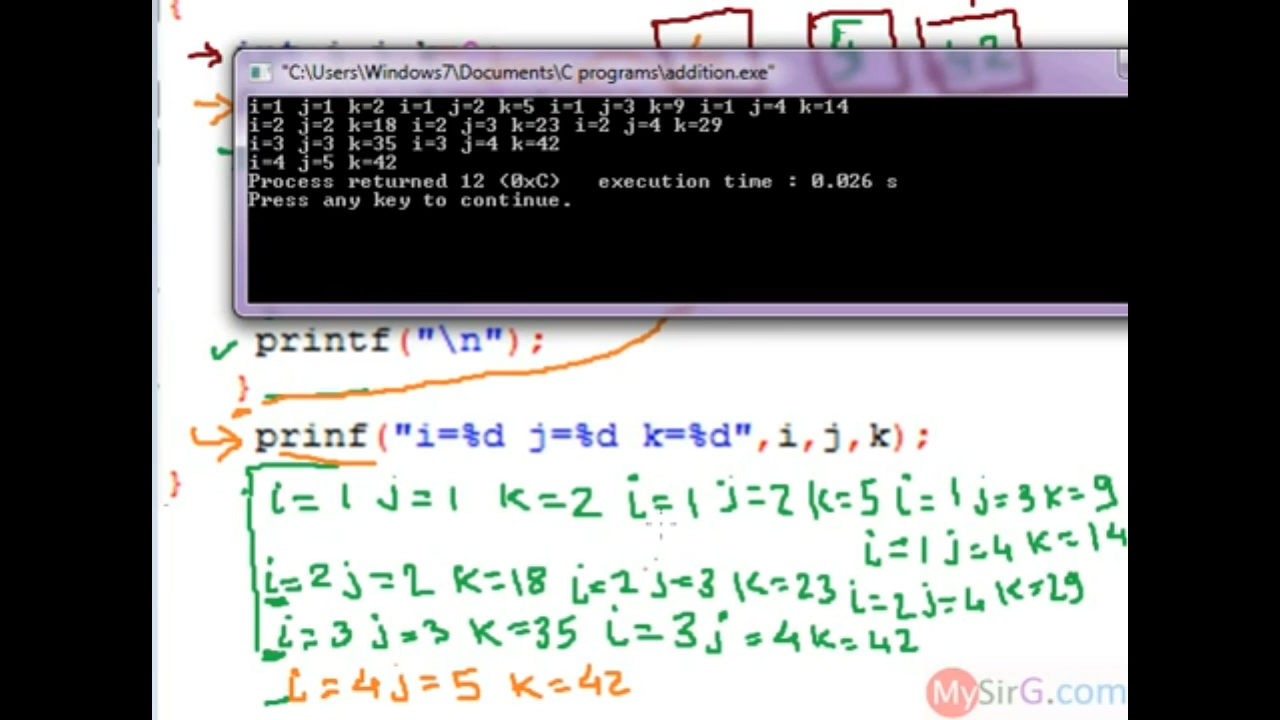 {
"C:\Users\Windows7\Documents\C programs\addition.exe"
i=1 j=1 k=2 i=1 j=2 k=5 i=1 j=3 k=9 i=1 j=4 k=14
i=2 j=2 k=18 i=2 j=3 k=23 i=2 j=4 k=29
i=3 j=3 k=35 i=3 j=4 k=42
i=4 j=5 k=42
Process returned 12 (0xC)   execution time : 0.026 s
Press any key to continue.
printf("\n");
}
prinf("i=%d j=%d k=%d",i,j,k);
}
i=1 j=1 k=2 i=1 j=2 k=5 i=1 j=3 k=9
i=1 j=4 k=14
i=2 j=2 k=18 i=2 j=3 k=23 i=2 j=4 k=29
i=3 j=3 k=35 i=3 j=4 k=42
i=4 j=5 k=42
MySirG.com